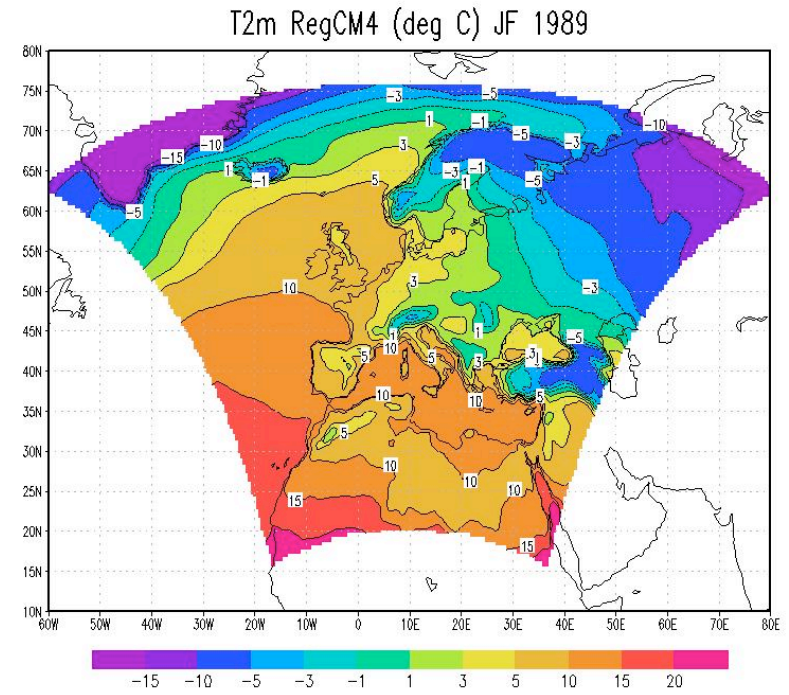 T2m RegCM4 (deg C) JF 1989
80N
75N
70N
65N
60N
55N
50N
45N
40N
35N
30N
25N
20N
15N
10N
60W 50W 40W 30W 20W 10W 0 10E 20E 30E 40E 50E 60E 70E 80E
-3 -5
1 -1 -5 -10
-15 -10 3 -3
1 -1 -3 -1 -5
5 1
-5
10 3 -3
1 10 1 -5
5 5 3 3
10 10 5
5
10 10 10
15 15
-15 -10 -5 -3 -1 1 3 5 10 15 20